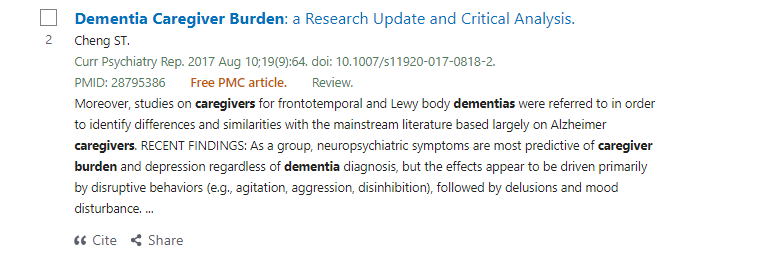 Dementia Caregiver Burden: a Research Update and Critical Analysis.
2
Cheng ST.
Curr Psychiatry Rep. 2017 Aug 10;19(9):64. doi: 10.1007/s11920-017-0818-2.
PMID: 28795386 Free PMC article. Review.
Moreover, studies on caregivers for frontotemporal and Lewy body dementias were referred to in order
to identify differences and similarities with the mainstream literature based largely on Alzheimer
caregivers. RECENT FINDINGS: As a group, neuropsychiatric symptoms are most predictive of caregiver
burden and depression regardless of dementia diagnosis, but the effects appear to be driven primarily
by disruptive behaviors (e.g., agitation, aggression, disinhibition), followed by delusions and mood
disturbance. ...
Cite Share